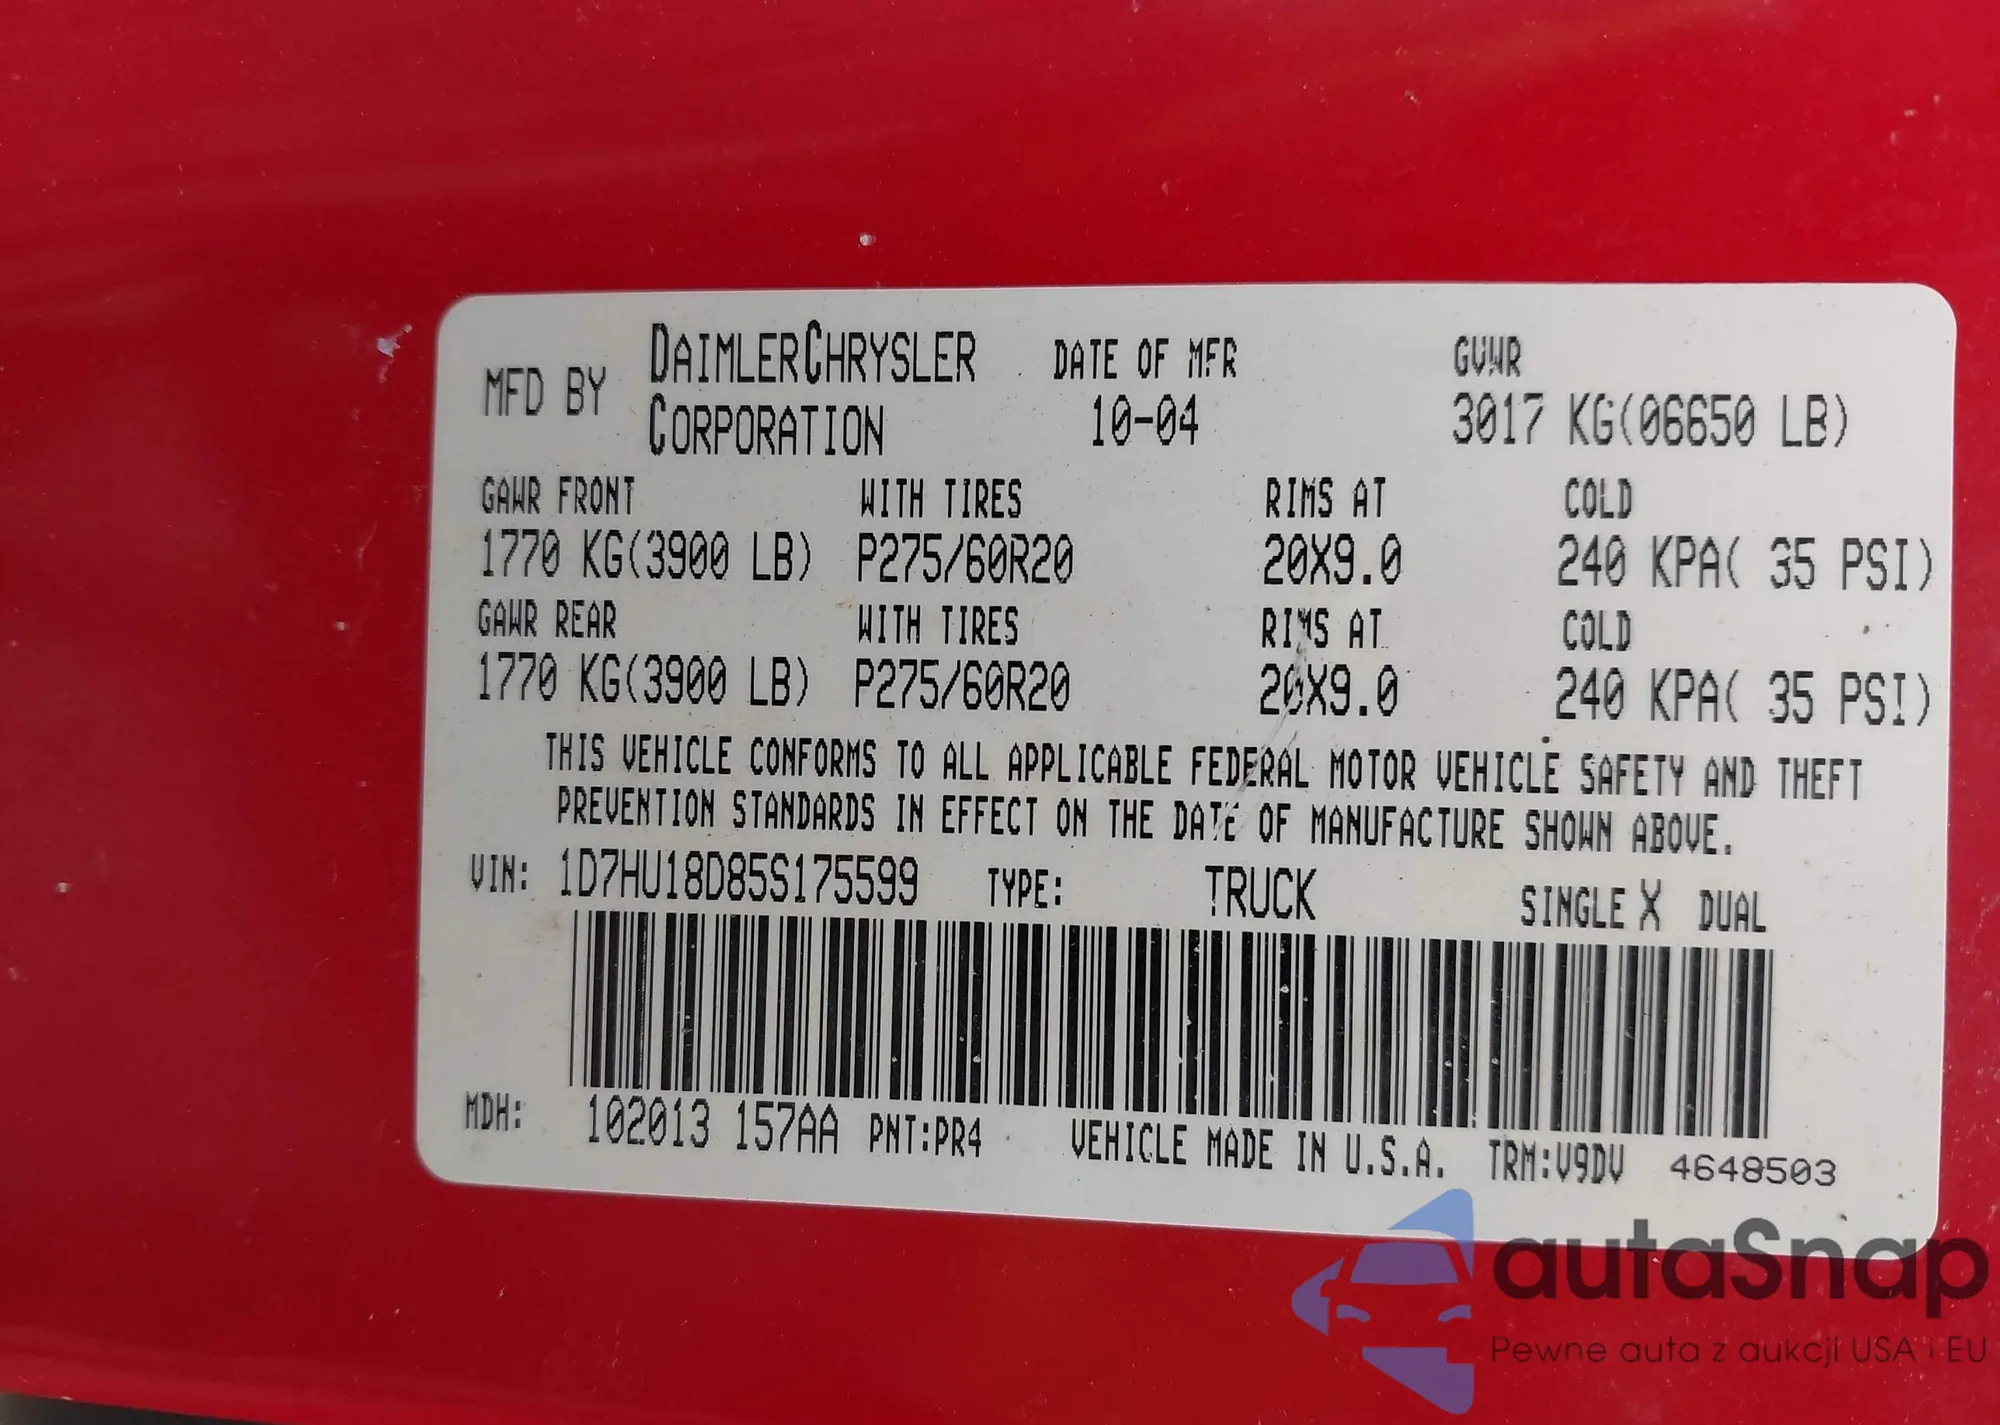 MFD BY DAIMLERCHRYSLER CORPORATION DATE OF MFR 10-04 GVWR 3017 KG(06650 LB)
GAWR FRONT WITH TIRES RIMS AT COLD
1770 KG(3900 LB) P275/60R20 20X9.0 240 KPA( 35 PSI)
GAWR REAR WITH TIRES RIMS AT COLD
1770 KG(3900 LB) P275/60R20 20X9.0 240 KPA( 35 PSI)
THIS VEHICLE CONFORMS TO ALL APPLICABLE FEDERAL MOTOR VEHICLE SAFETY AND THEFT
PREVENTION STANDARDS IN EFFECT ON THE DATE OF MANUFACTURE SHOWN ABOVE.
VIN: 1D7HU18D85S175599 TYPE: TRUCK SINGLE X DUAL
MDH: 102013 157AA PNT:PR4 VEHICLE MADE IN U.S.A. TRM:V9DV 4648503
autaSnap
Pewne auta z aukcji USA i EU